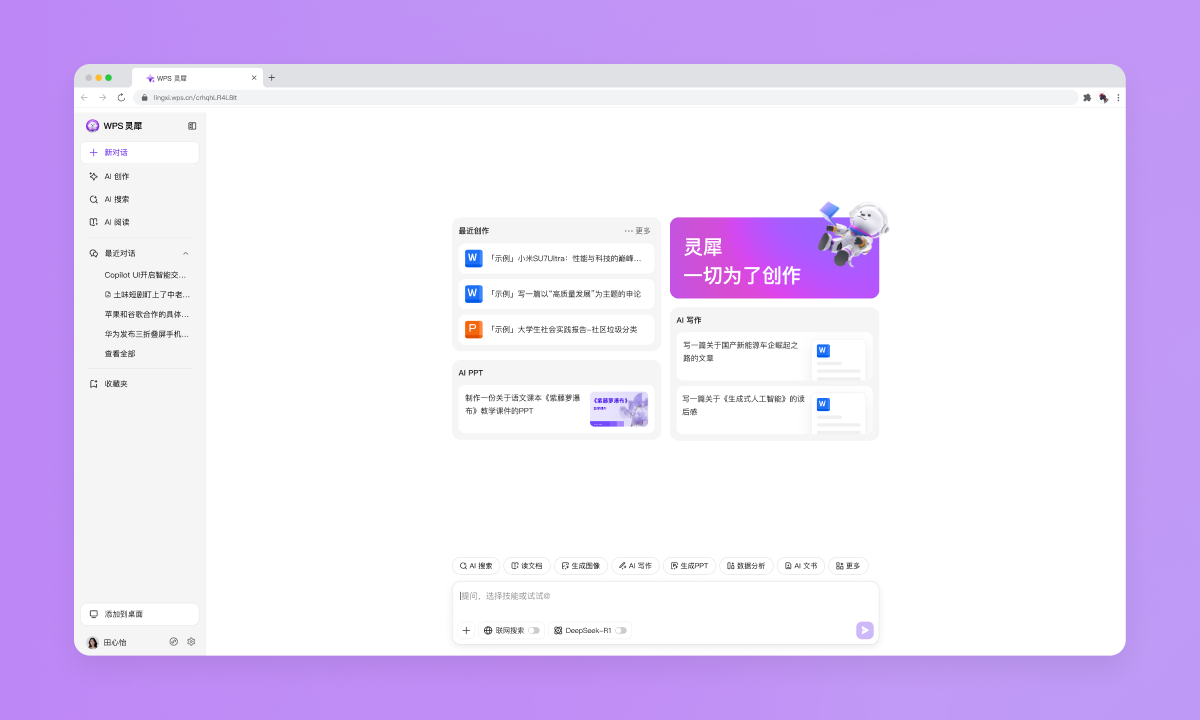 WPS 灵犀
WPS 灵犀
新对话
AI 创作
AI 搜索
AI 阅读
最近对话
Copilot UI开启智能交...
土味短剧盯上了中老...
苹果和谷歌合作的具体...
华为发布三折叠屏手机...
查看全部
收藏夹
添加到桌面
田心怡
最近创作
··· 更多
W
「示例」小米SU7Ultra：性能与科技的巅峰...
W
「示例」写一篇以“高质量发展”为主题的申论
P
「示例」大学生社会实践报告-社区垃圾分类
AI PPT
制作一份关于语文课本《紫藤萝瀑
布》教学课件的PPT
《紫藤萝瀑布》
灵犀
一切为了创作
AI 写作
写一篇关于国产新能源车企崛起之
路的文章
W
写一篇关于《生成式人工智能》的读
后感
W
AI 搜索
读文档
生成图像
AI 写作
生成PPT
数据分析
AI 文书
更多
提问，选择技能或试试@
联网搜索
DeepSeek-R1